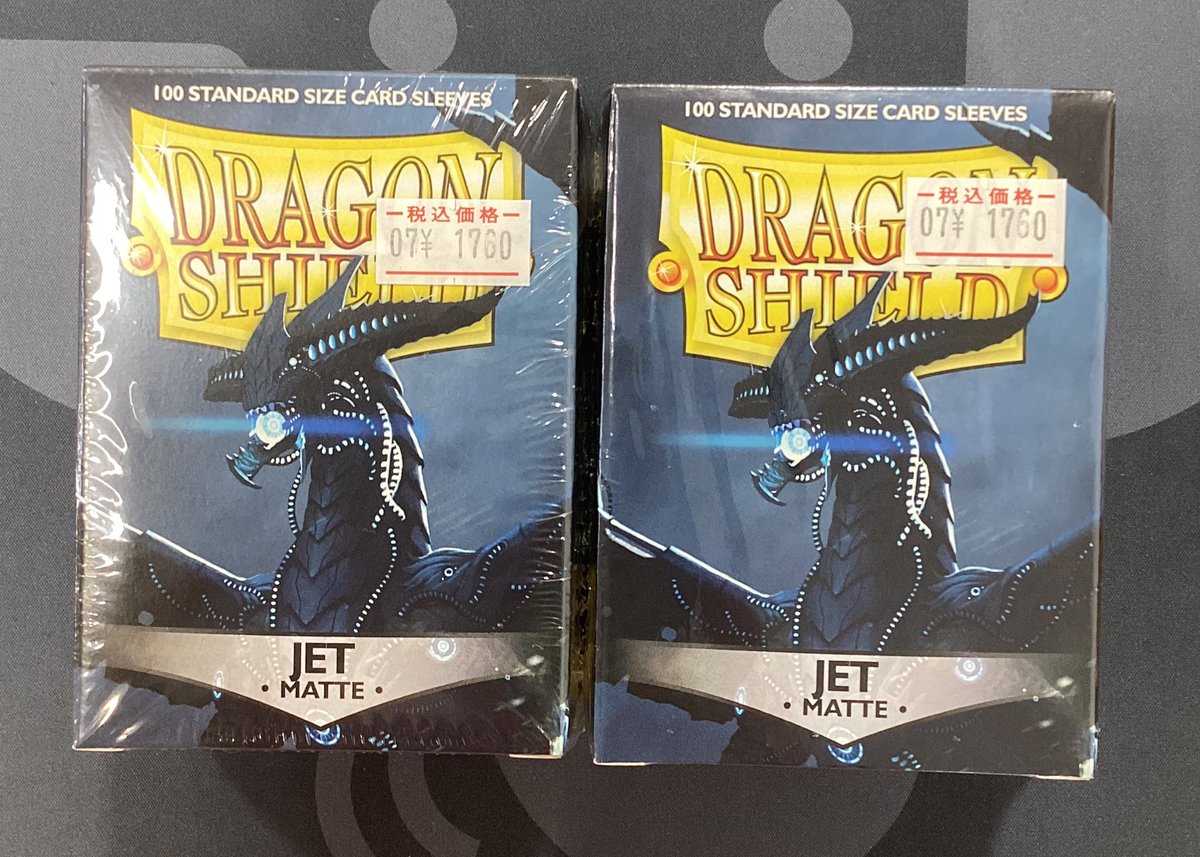 100 STANDARD SIZE CARD SLEEVES
DRAGON
SHIELD
税込価格
07¥ 1760
JET
• MATTE •
100 STANDARD SIZE CARD SLEEVES
DRAGON
SHIELD
税込価格
07¥ 1760
JET
• MATTE •